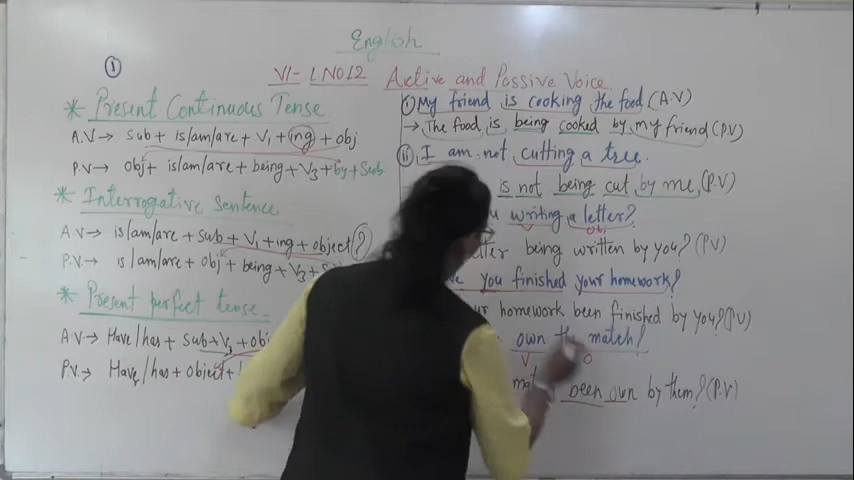 English
①
VI- L NO12 Active and Passive Voice
* Present Continuous Tense
A.V→ sub+ is/am/are + V₁ + ing + obj
P.V→ obj+ is/am/are + being + V₃ + by + Sub
* Interrogative sentence
A.V→ is/am/are + sub + V₁ + ing + object ?
P.V→ is/am/are + obj + being + V₃ +
* Present perfect tense
A.V→ Have/has + sub + V₃ + obj
P.V→ Have/has + object +
① My friend is cooking the food (A.V)
→ The food is being cooked by my friend (P.V)
② I am not cutting a tree.
is not being cut by me, (P.V)
writing a letter?
V Obj
being written by you? (P.V)
you finished your homework?
homework been finished by you? (P.V)
own the match?
V O
been own by them? (P.V)